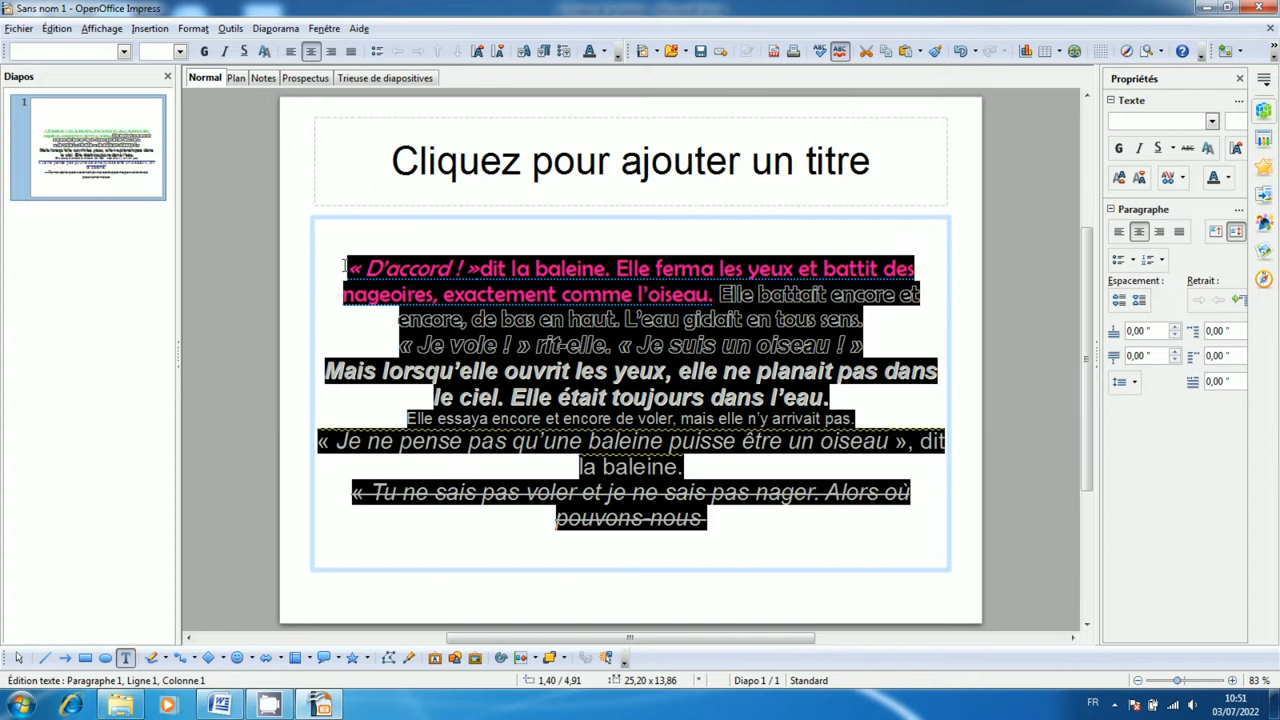 Sans nom 1 - OpenOffice Impress
Fichier Édition Affichage Insertion Format Outils Diaporama Fenêtre Aide
Diapos
Normal Plan Notes Prospectus Trieuse de diapositives
Propriétés
1
Texte
Cliquez pour ajouter un titre
« D'accord ! »dit la baleine. Elle ferma les yeux et battit des
nageoires, exactement comme l'oiseau. Elle battait encore et
encore, de bas en haut. L'eau giclait en tous sens.
« Je vole ! » rit-elle. « Je suis un oiseau ! »
Mais lorsqu'elle ouvrit les yeux, elle ne planait pas dans
le ciel. Elle était toujours dans l'eau.
Elle essaya encore et encore de voler, mais elle n'y arrivait pas.
« Je ne pense pas qu'une baleine puisse être un oiseau », dit
la baleine.
« Tu ne sais pas voler et je ne sais pas nager. Alors où
pouvons-nous
Paragraphe
Espacement : Retrait :
0,00 " 0,00 "
0,00 " 0,00 "
0,00 "
Édition texte : Paragraphe 1, Ligne 1, Colonne 1 1,40 / 4,91 25,20 x 13,86 * Diapo 1 / 1 Standard 83 %
FR 10:51
03/07/2022